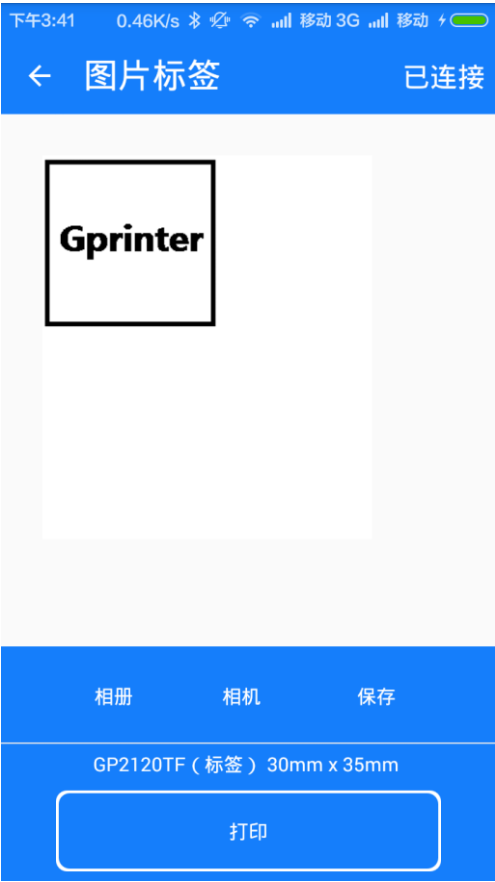 下午3:41 0.46K/s 移动 3G 移动
图片标签 已连接
Gprinter
相册 相机 保存
GP2120TF ( 标签 ) 30mm x 35mm
打印